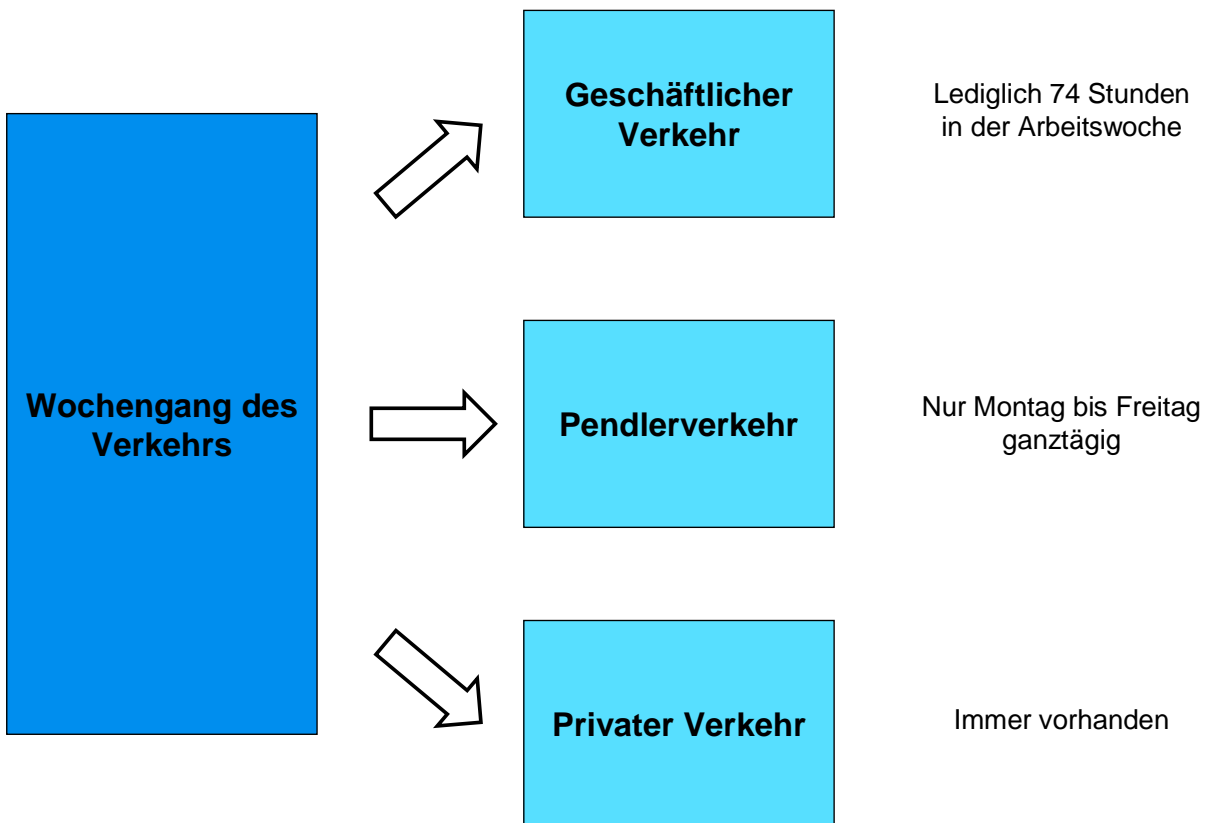 Geschäftlicher
Verkehr
Lediglich 74 Stunden
in der Arbeitswoche
Wochengang des
Verkehrs
Pendlerverkehr
Nur Montag bis Freitag
ganztägig
Privater Verkehr
Immer vorhanden